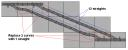 12 straights
Replace 2 curves
with 1 straight